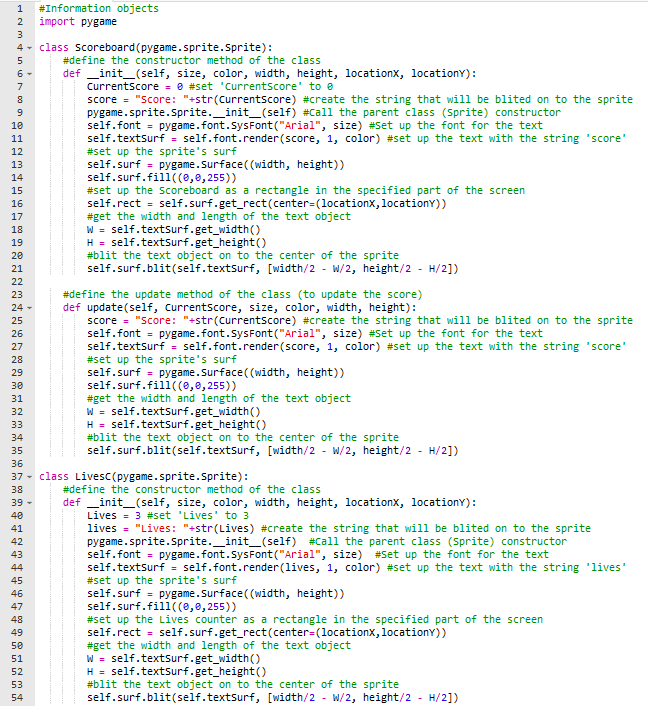 1 #Information objects
2 import pygame
3
4 class Scoreboard(pygame.sprite.Sprite):
5     #define the constructor method of the class
6     def __init__(self, size, color, width, height, locationX, locationY):
7         CurrentScore = 0 #set 'CurrentScore' to 0
8         score = "Score: "+str(CurrentScore) #create the string that will be blited on to the sprite
9         pygame.sprite.Sprite.__init__(self) #Call the parent class (Sprite) constructor
10         self.font = pygame.font.SysFont("Arial", size) #Set up the font for the text
11         self.textSurf = self.font.render(score, 1, color) #set up the text with the string 'score'
12         #set up the sprite's surf
13         self.surf = pygame.Surface((width, height))
14         self.surf.fill((0,0,255))
15         #set up the Scoreboard as a rectangle in the specified part of the screen
16         self.rect = self.surf.get_rect(center=(locationX,locationY))
17         #get the width and length of the text object
18         W = self.textSurf.get_width()
19         H = self.textSurf.get_height()
20         #blit the text object on to the center of the sprite
21         self.surf.blit(self.textSurf, [width/2 - W/2, height/2 - H/2])
22
23     #define the update method of the class (to update the score)
24     def update(self, CurrentScore, size, color, width, height):
25         score = "Score: "+str(CurrentScore) #create the string that will be blited on to the sprite
26         self.font = pygame.font.SysFont("Arial", size) #Set up the font for the text
27         self.textSurf = self.font.render(score, 1, color) #set up the text with the string 'score'
28         #set up the sprite's surf
29         self.surf = pygame.Surface((width, height))
30         self.surf.fill((0,0,255))
31         #get the width and length of the text object
32         W = self.textSurf.get_width()
33         H = self.textSurf.get_height()
34         #blit the text object on to the center of the sprite
35         self.surf.blit(self.textSurf, [width/2 - W/2, height/2 - H/2])
36
37 class LivesC(pygame.sprite.Sprite):
38     #define the constructor method of the class
39     def __init__(self, size, color, width, height, locationX, locationY):
40         Lives = 3 #set 'Lives' to 3
41         lives = "Lives: "+str(Lives) #create the string that will be blited on to the sprite
42         pygame.sprite.Sprite.__init__(self)  #Call the parent class (Sprite) constructor
43         self.font = pygame.font.SysFont("Arial", size)  #Set up the font for the text
44         self.textSurf = self.font.render(lives, 1, color) #set up the text with the string 'lives'
45         #set up the sprite's surf
46         self.surf = pygame.Surface((width, height))
47         self.surf.fill((0,0,255))
48         #set up the Lives counter as a rectangle in the specified part of the screen
49         self.rect = self.surf.get_rect(center=(locationX,locationY))
50         #get the width and length of the text object
51         W = self.textSurf.get_width()
52         H = self.textSurf.get_height()
53         #blit the text object on to the center of the sprite
54         self.surf.blit(self.textSurf, [width/2 - W/2, height/2 - H/2])